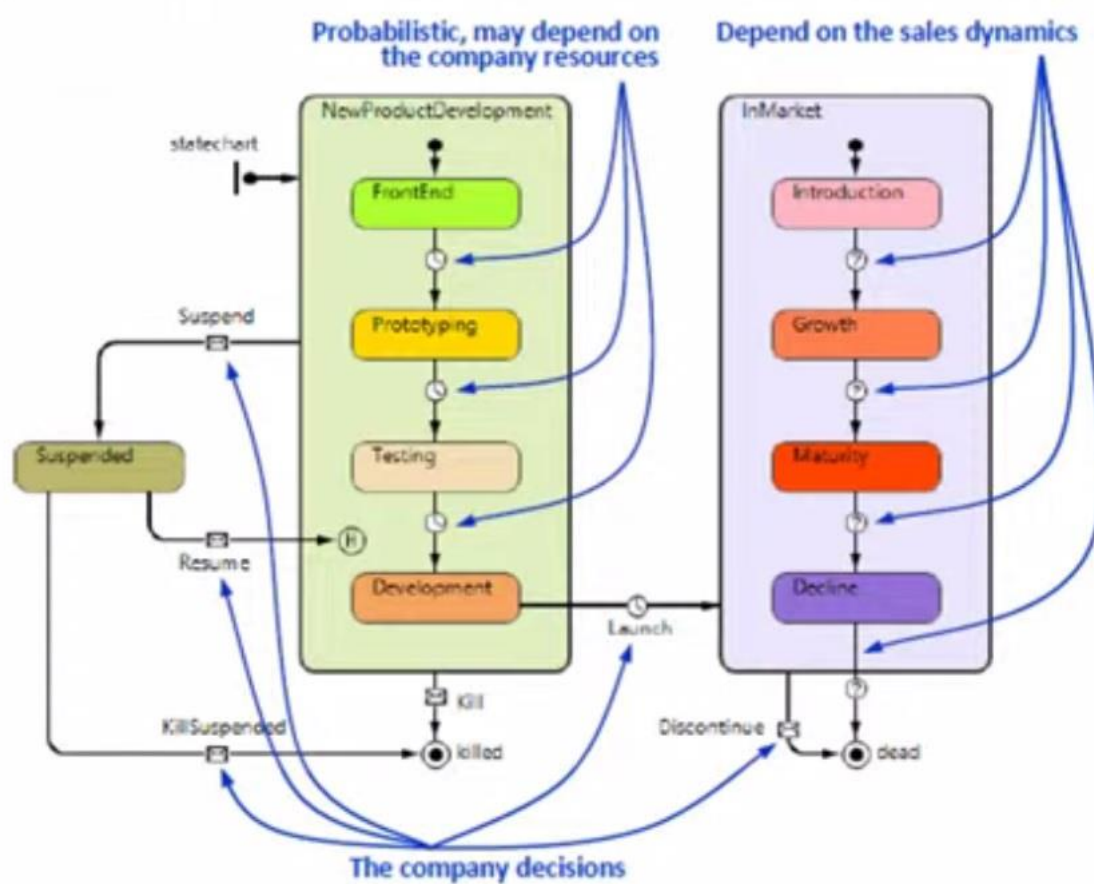 Probabilistic, may depend on
the company resources
Depend on the sales dynamics
statechart
NewProductDevelopment
InMarket
FrontEnd
Introduction
Suspend
Prototyping
Growth
Suspended
Testing
Maturity
H
Resume
Development
Decline
Launch
Kill
KillSuspended
killed
Discontinue
dead
?
?
?
?
The company decisions